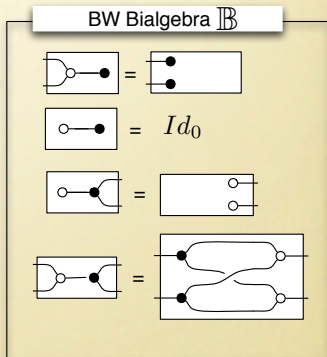 BW Bialgebra 𝔹
=
= Id₀
=
=